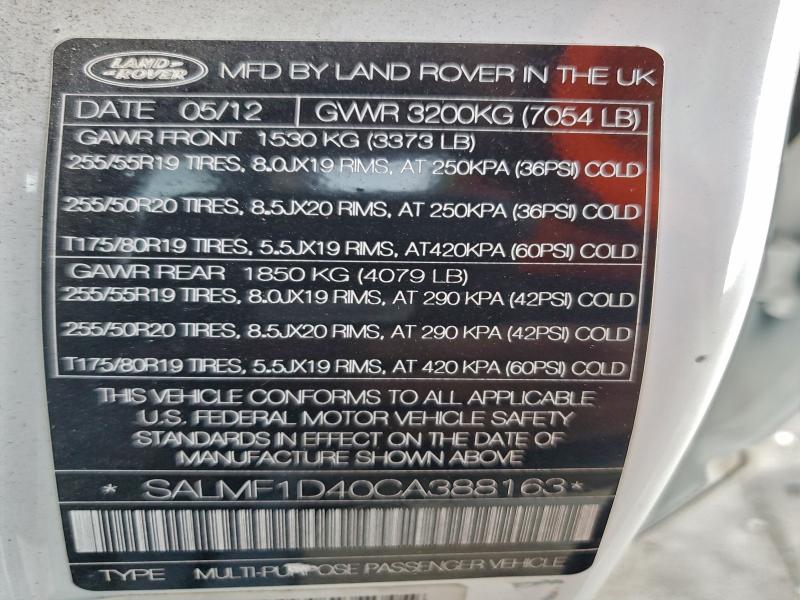 LAND
ROVER
MFD BY LAND ROVER IN THE UK
DATE 05/12 GVWR 3200KG (7054 LB)
GAWR FRONT 1530 KG (3373 LB)
255/55R19 TIRES, 8.0JX19 RIMS, AT 250KPA (36PSI) COLD
255/50R20 TIRES, 8.5JX20 RIMS, AT 250KPA (36PSI) COLD
T175/80R19 TIRES, 5.5JX19 RIMS, AT420KPA (60PSI) COLD
GAWR REAR 1850 KG (4079 LB)
255/55R19 TIRES, 8.0JX19 RIMS, AT 290 KPA (42PSI) COLD
255/50R20 TIRES, 8.5JX20 RIMS, AT 290 KPA (42PSI) COLD
T175/80R19 TIRES, 5.5JX19 RIMS, AT 420 KPA (60PSI) COLD
THIS VEHICLE CONFORMS TO ALL APPLICABLE
U.S. FEDERAL MOTOR VEHICLE SAFETY
STANDARDS IN EFFECT ON THE DATE OF
MANUFACTURE SHOWN ABOVE
* SALMF1D40CA388163 *
TYPE MULTI-PURPOSE PASSENGER VEHICLE